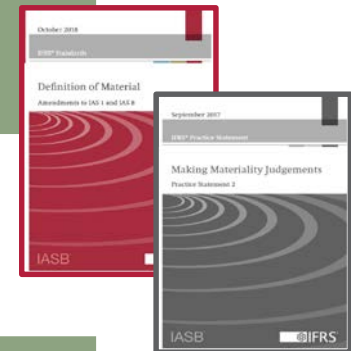 October 2018
IFRS® Standards
Definition of Material
Amendments to IAS 1 and IAS 8
IASB
September 2017
IFRS® Practice Statement
Making Materiality Judgements
Practice Statement 2
IASB
IFRS